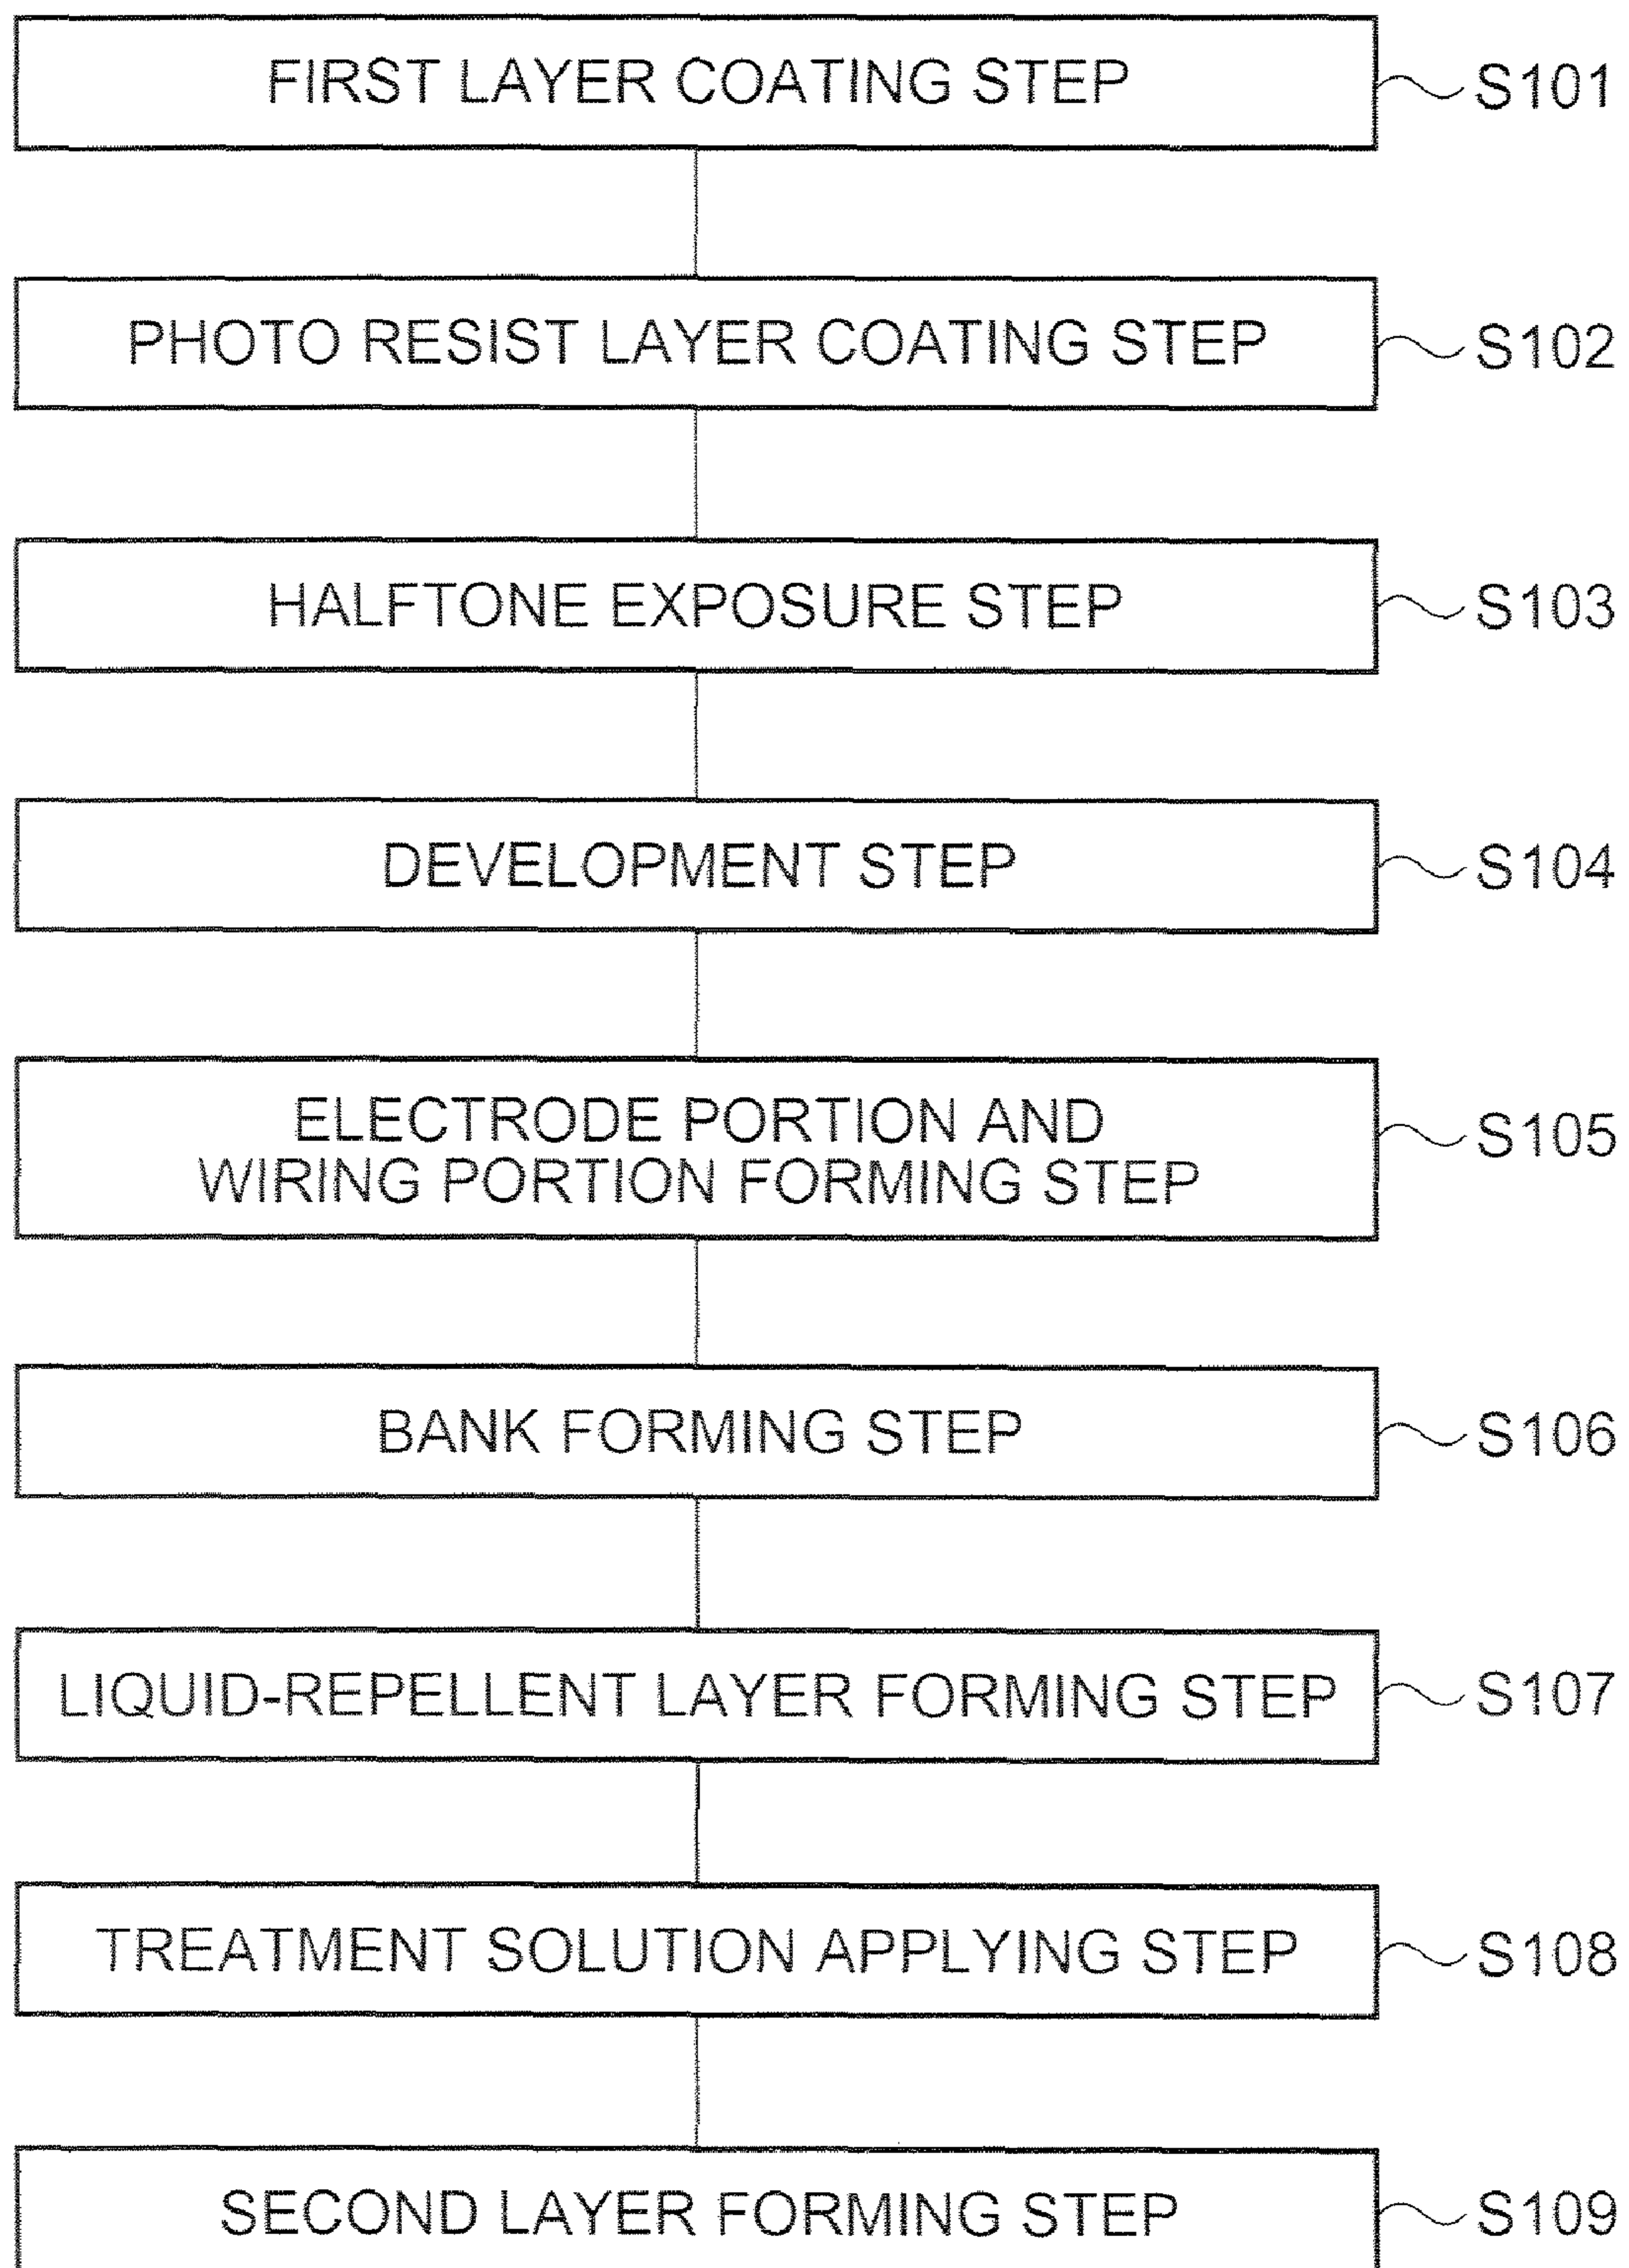 FIRST LAYER COATING STEP S101
PHOTO RESIST LAYER COATING STEP S102
HALFTONE EXPOSURE STEP S103
DEVELOPMENT STEP S104
ELECTRODE PORTION AND
WIRING PORTION FORMING STEP S105
BANK FORMING STEP S106
LIQUID-REPELLENT LAYER FORMING STEP S107
TREATMENT SOLUTION APPLYING STEP S108
SECOND LAYER FORMING STEP S109